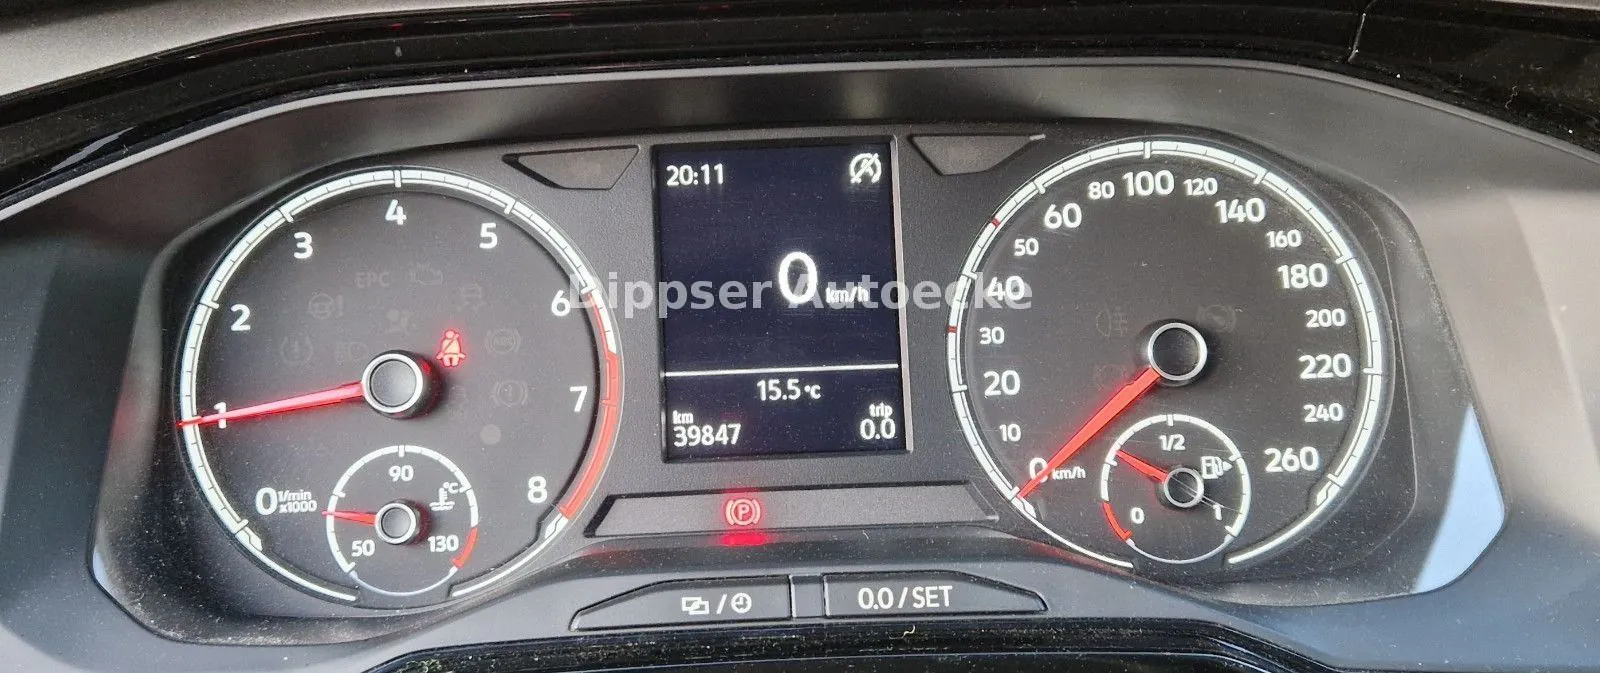 20:11
0 km/h
15.5 °C
km
39847
trip
0.0
0 1/min
x1000
1
2
3
4
5
6
7
8
EPC
50
90
130
°C
0 km/h
10
20
30
40
50
60
80
100
120
140
160
180
200
220
240
260
0
1/2
1
P
/
0.0 / SET
Lippser Autoecke